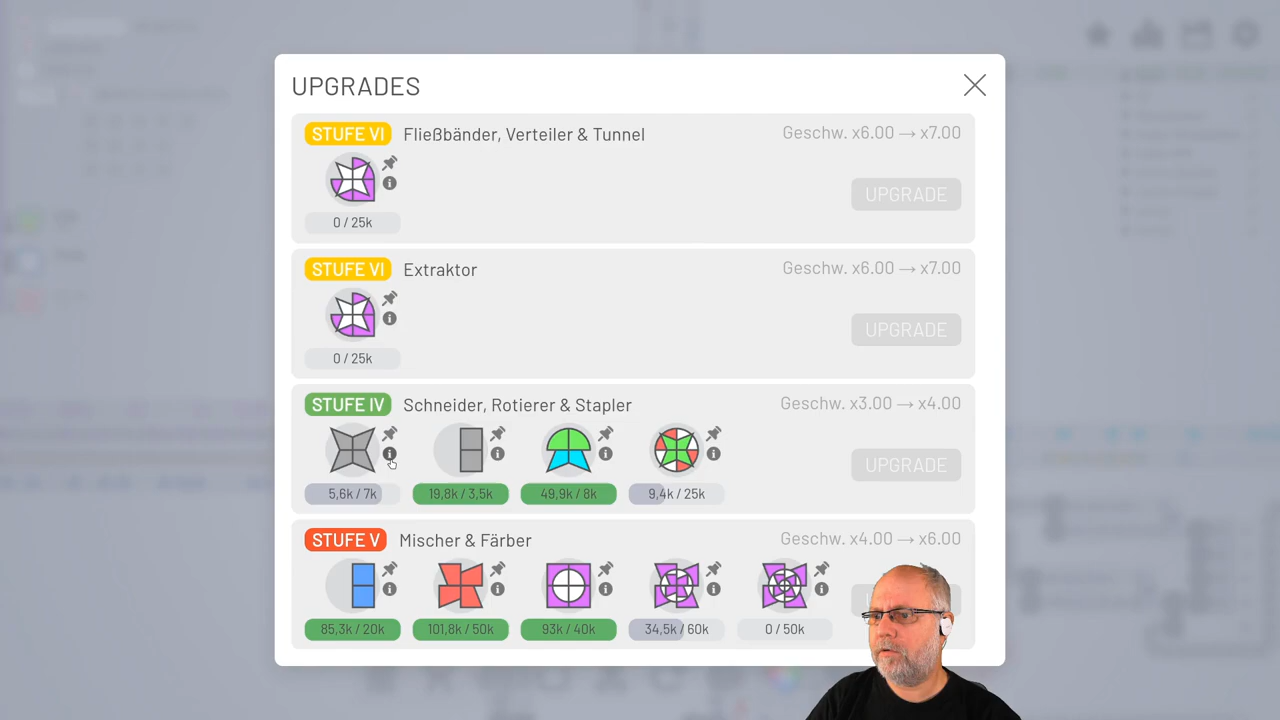 UPGRADES
STUFE VI Fließbänder, Verteiler & Tunnel Geschw. x6.00 → x7.00
UPGRADE
0 / 25k
STUFE VI Extraktor Geschw. x6.00 → x7.00
UPGRADE
0 / 25k
STUFE IV Schneider, Rotierer & Stapler Geschw. x3.00 → x4.00
UPGRADE
5,6k / 7k 19,8k / 3,5k 49,9k / 8k 9,4k / 25k
STUFE V Mischer & Färber Geschw. x4.00 → x6.00
85,3k / 20k 101,8k / 50k 93k / 40k 34,5k / 60k 0 / 50k